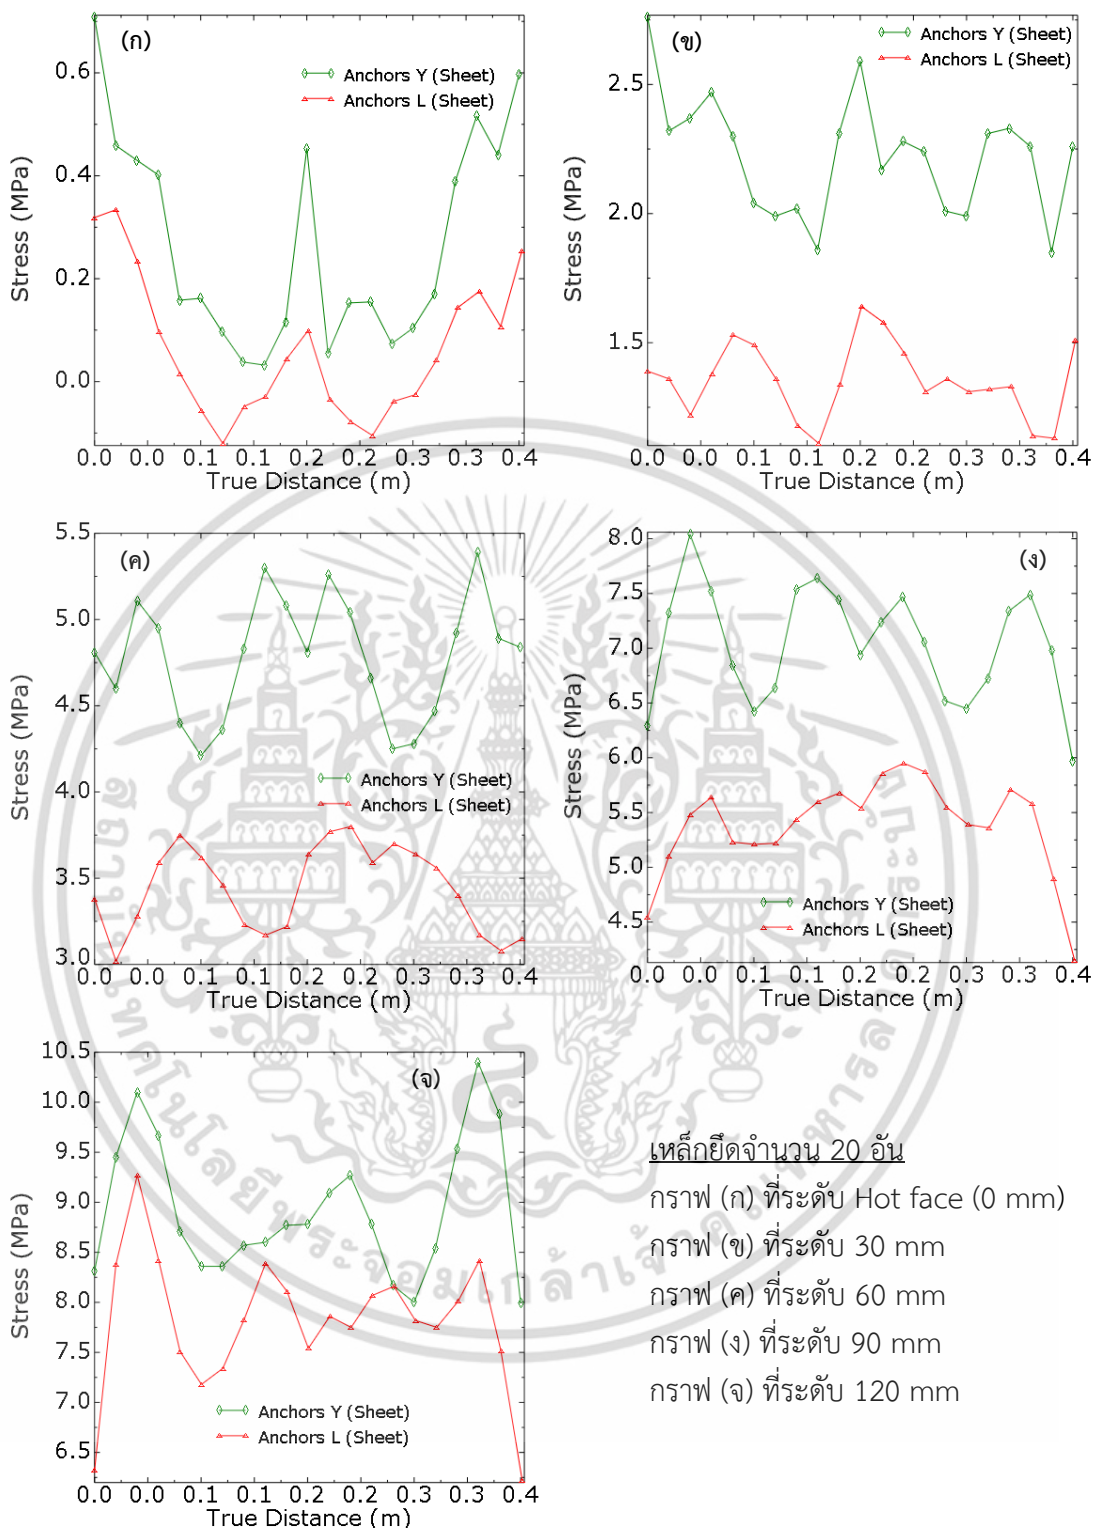 (ก)
0.6
0.4
0.2
0.0
Stress (MPa)
Anchors Y (Sheet)
Anchors L (Sheet)
0.0 0.0 0.1 0.1 0.2 0.2 0.3 0.3 0.4
True Distance (m)
(ข)
2.5
2.0
1.5
Stress (MPa)
Anchors Y (Sheet)
Anchors L (Sheet)
0.0 0.0 0.1 0.1 0.2 0.2 0.3 0.3 0.4
True Distance (m)
(ค)
5.5
5.0
4.5
4.0
3.5
3.0
Stress (MPa)
Anchors Y (Sheet)
Anchors L (Sheet)
0.0 0.0 0.1 0.1 0.2 0.2 0.3 0.3 0.4
True Distance (m)
(ง)
8.0
7.5
7.0
6.5
6.0
5.5
5.0
4.5
Stress (MPa)
Anchors Y (Sheet)
Anchors L (Sheet)
0.0 0.0 0.1 0.1 0.2 0.2 0.3 0.3 0.4
True Distance (m)
(จ)
10.5
10.0
9.5
9.0
8.5
8.0
7.5
7.0
6.5
Stress (MPa)
Anchors Y (Sheet)
Anchors L (Sheet)
0.0 0.0 0.1 0.1 0.2 0.2 0.3 0.3 0.4
True Distance (m)
เหล็กยึดจำนวน 20 อัน
กราฟ (ก) ที่ระดับ Hot face (0 mm)
กราฟ (ข) ที่ระดับ 30 mm
กราฟ (ค) ที่ระดับ 60 mm
กราฟ (ง) ที่ระดับ 90 mm
กราฟ (จ) ที่ระดับ 120 mm